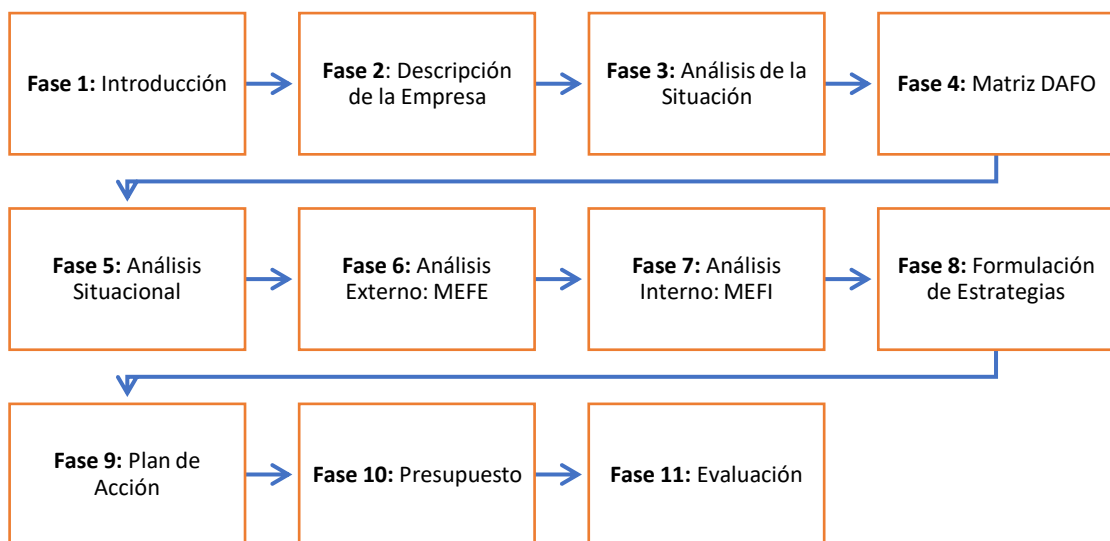 Fase 1: Introducción
Fase 2: Descripción
de la Empresa
Fase 3: Análisis de la
Situación
Fase 4: Matriz DAFO
Fase 5: Análisis
Situacional
Fase 6: Análisis
Externo: MEFE
Fase 7: Análisis
Interno: MEFI
Fase 8: Formulación
de Estrategias
Fase 9: Plan de
Acción
Fase 10: Presupuesto
Fase 11: Evaluación